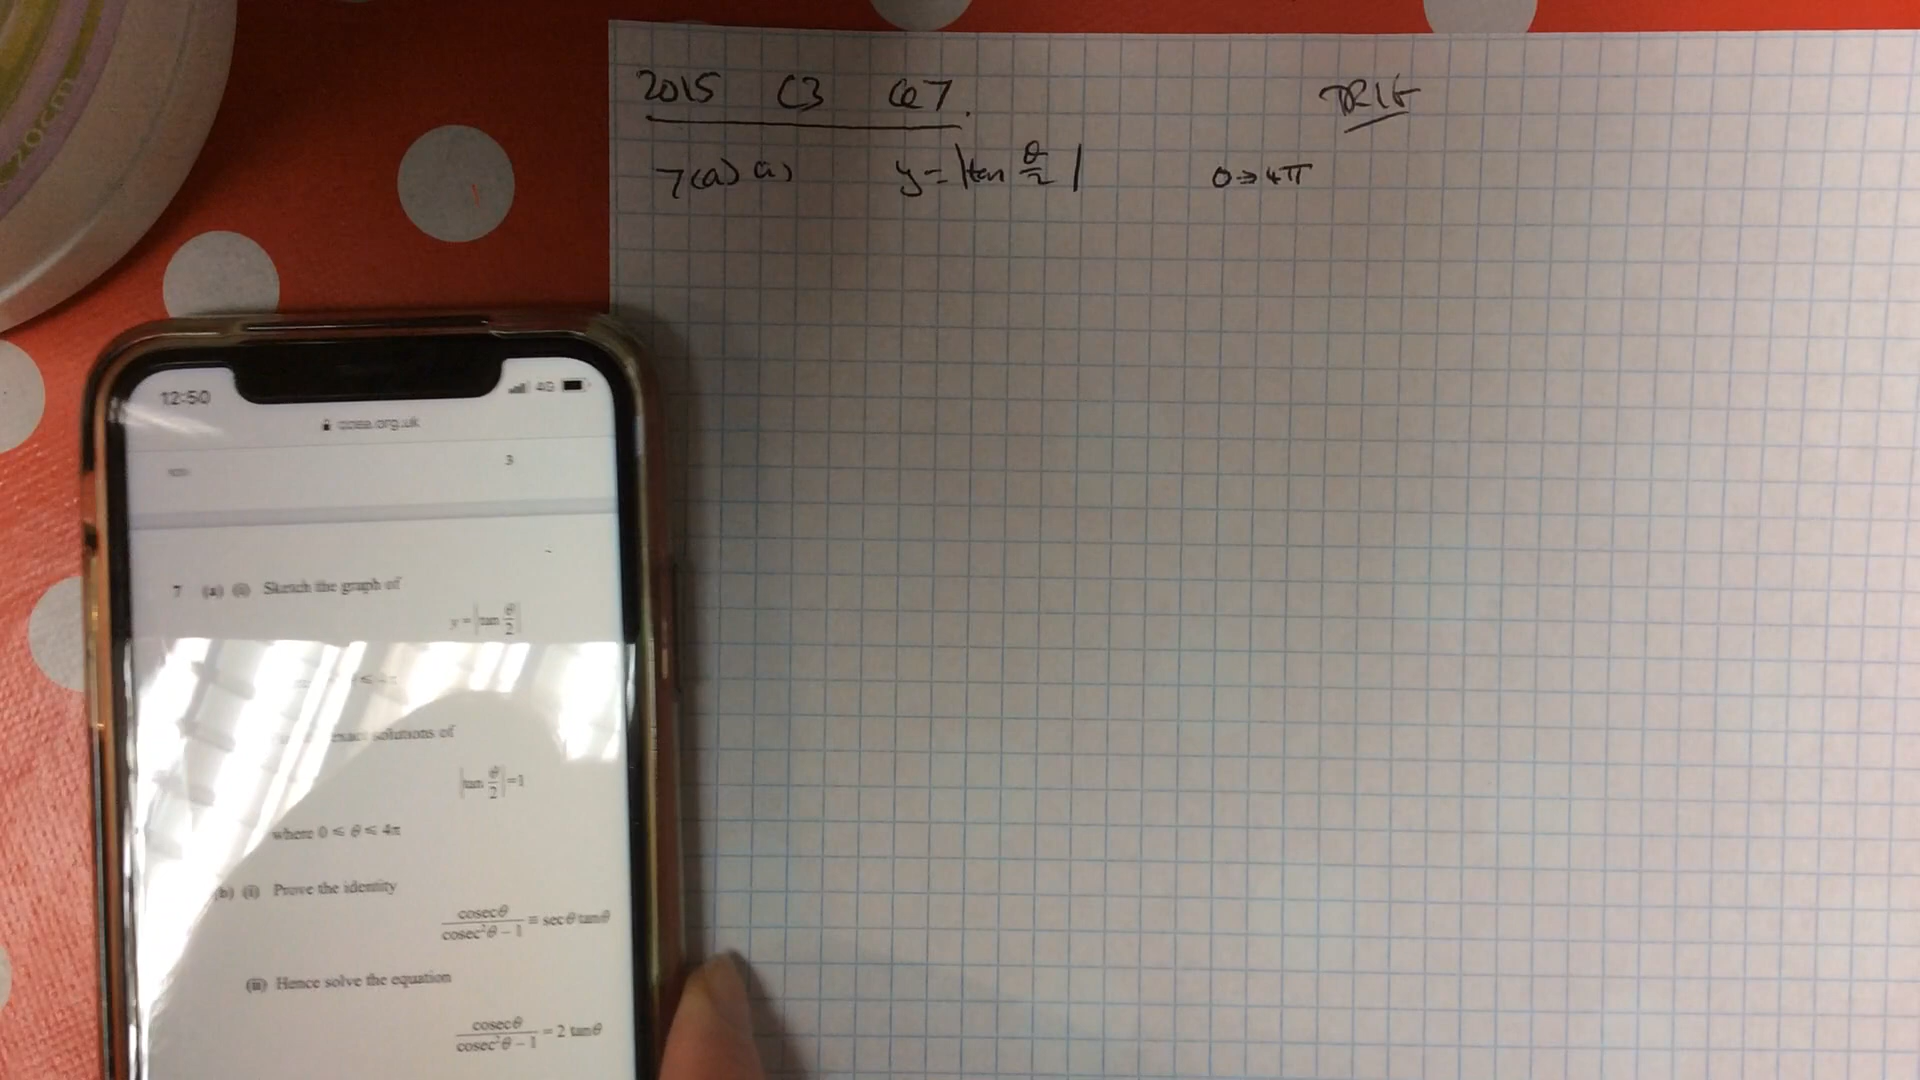 20cm
2015 C3 Q7.
TRIG
7(a) (i) y = |tan θ/2| 0 → 4π
12:50
4G
ccea.org.uk
3
7 (a) (i) Sketch the graph of
y = |tan θ/2|
exact solutions of
|tan θ/2| = 1
where 0 ≤ θ ≤ 4π
(b) (i) Prove the identity
cosecθ / cosec²θ − 1 ≡ secθ tanθ
(ii) Hence solve the equation
cosecθ / cosec²θ − 1 = 2 tanθ